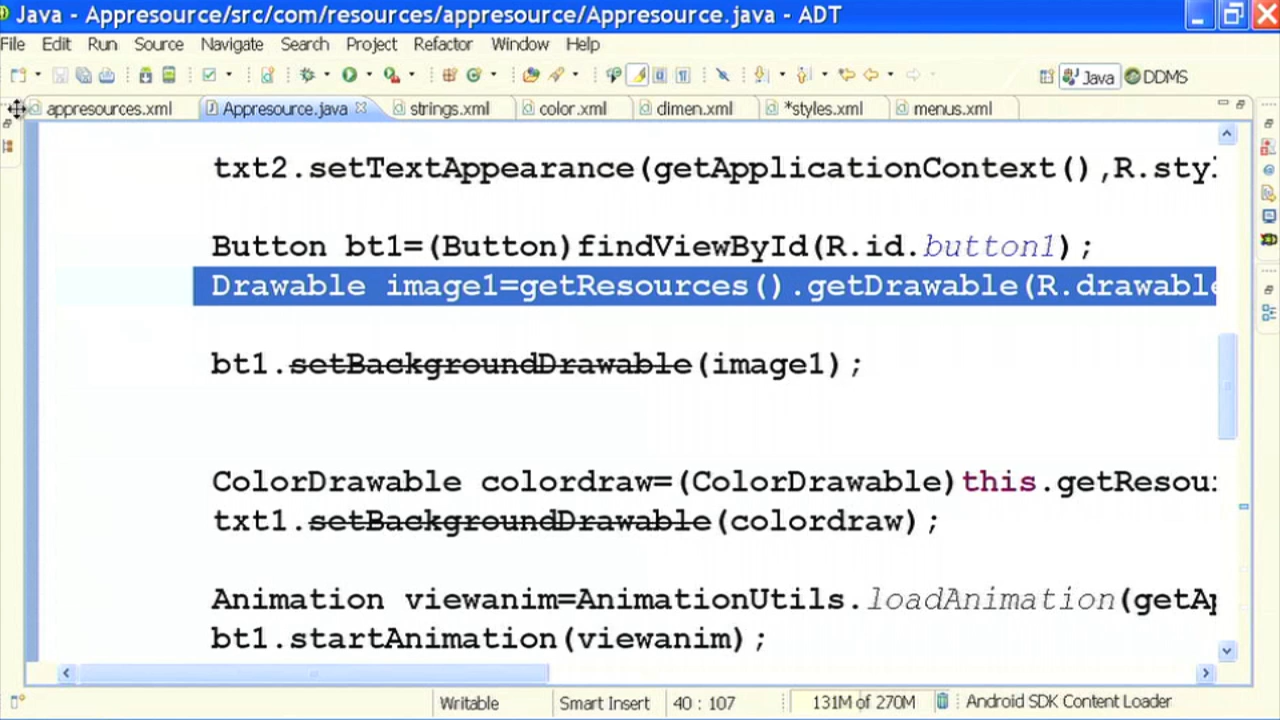 Java - Appresource/src/com/resources/appresource/Appresource.java - ADT
File Edit Run Source Navigate Search Project Refactor Window Help
Java DDMS
appresources.xml Appresource.java strings.xml color.xml dimen.xml *styles.xml menus.xml
txt2.setTextAppearance(getApplicationContext(),R.styl
Button bt1=(Button)findViewById(R.id.button1);
Drawable image1=getResources().getDrawable(R.drawable
bt1.setBackgroundDrawable(image1);
ColorDrawable colordraw=(ColorDrawable)this.getResou
txt1.setBackgroundDrawable(colordraw);
Animation viewanim=AnimationUtils.loadAnimation(getAp
bt1.startAnimation(viewanim);
Writable Smart Insert 40 : 107 131M of 270M Android SDK Content Loader